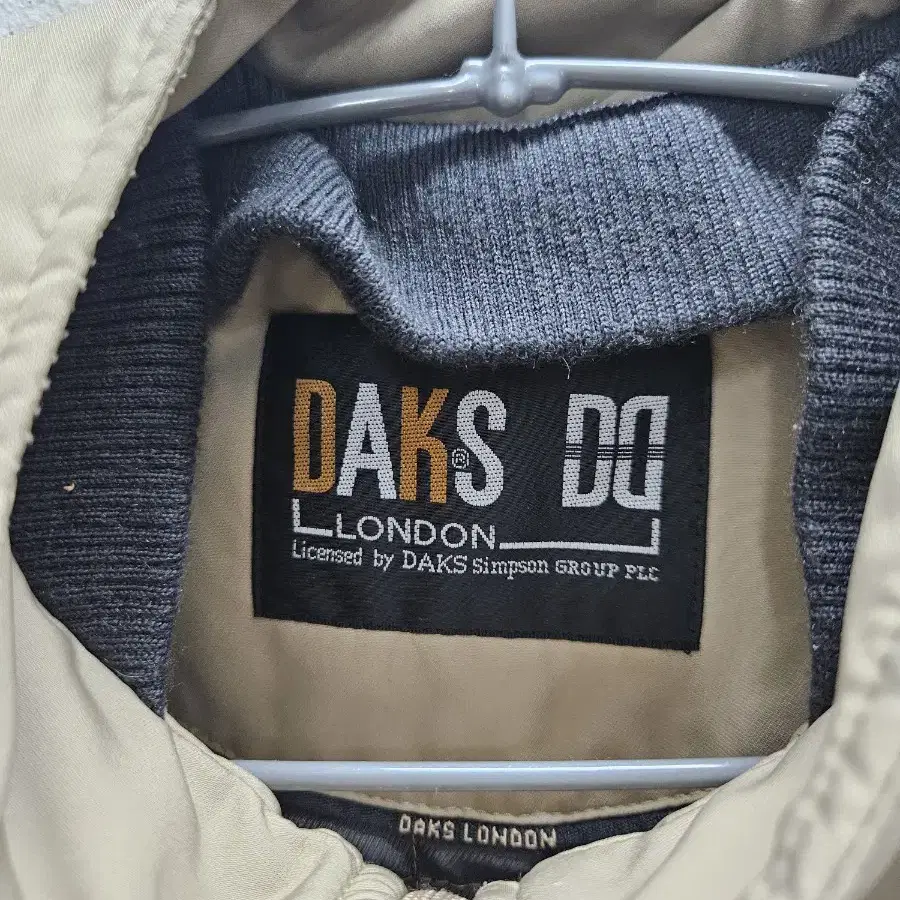 DAKS® DD
LONDON
Licensed by DAKS Simpson GROUP PLC
DAKS LONDON